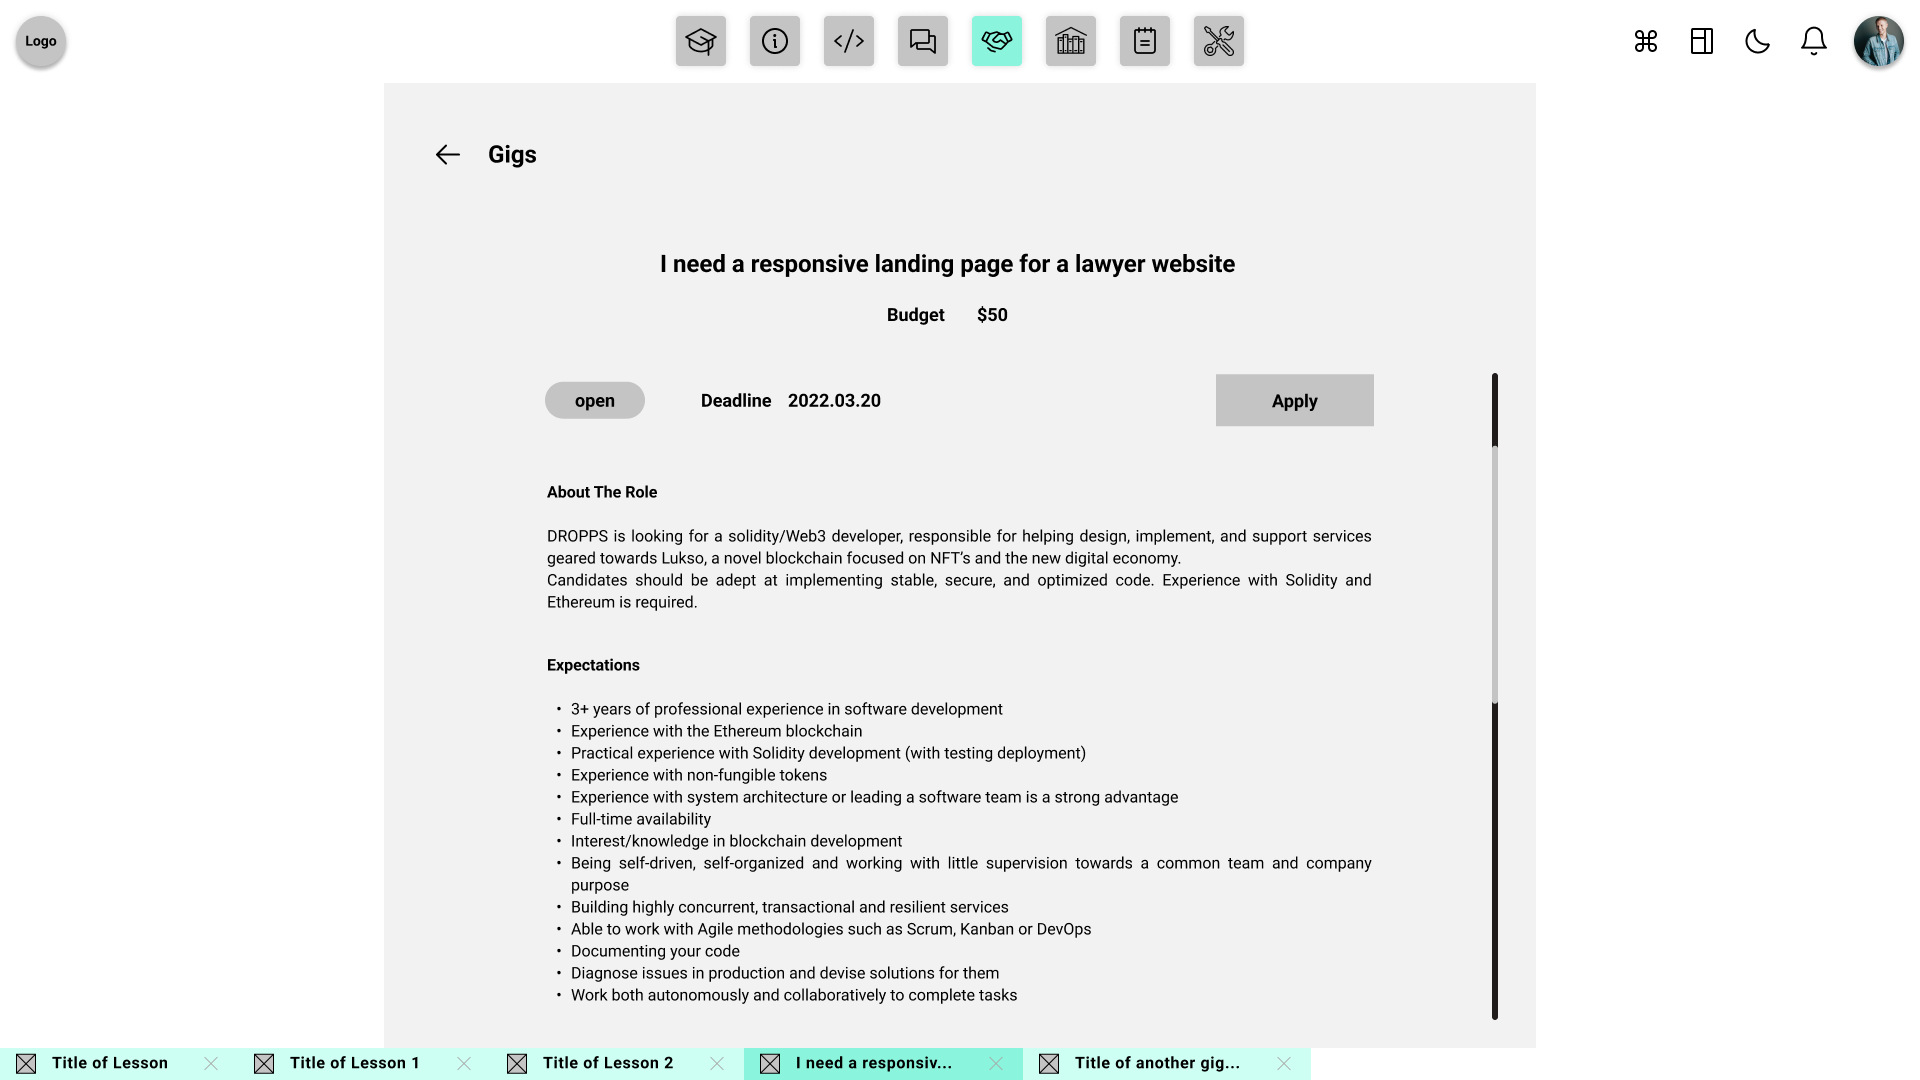 Logo
Gigs
I need a responsive landing page for a lawyer website
Budget $50
open Deadline 2022.03.20 Apply
About The Role
DROPPS is looking for a solidity/Web3 developer, responsible for helping design, implement, and support services
geared towards Lukso, a novel blockchain focused on NFT’s and the new digital economy.
Candidates should be adept at implementing stable, secure, and optimized code. Experience with Solidity and
Ethereum is required.
Expectations
• 3+ years of professional experience in software development
• Experience with the Ethereum blockchain
• Practical experience with Solidity development (with testing deployment)
• Experience with non-fungible tokens
• Experience with system architecture or leading a software team is a strong advantage
• Full-time availability
• Interest/knowledge in blockchain development
• Being self-driven, self-organized and working with little supervision towards a common team and company
purpose
• Building highly concurrent, transactional and resilient services
• Able to work with Agile methodologies such as Scrum, Kanban or DevOps
• Documenting your code
• Diagnose issues in production and devise solutions for them
• Work both autonomously and collaboratively to complete tasks
Title of Lesson Title of Lesson 1 Title of Lesson 2 I need a responsiv... Title of another gig...